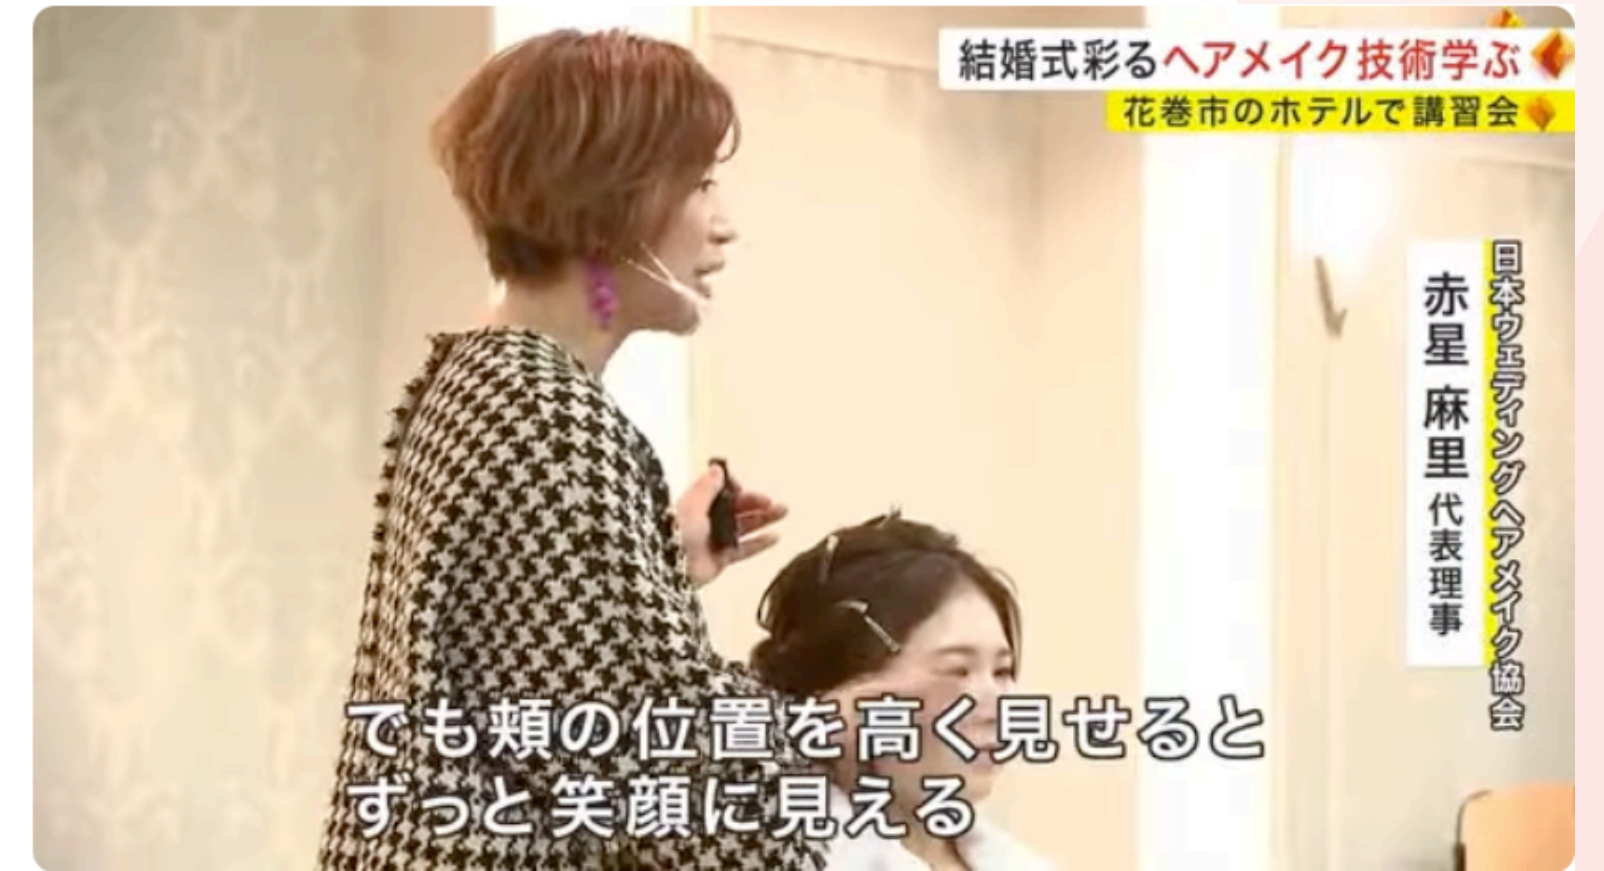 結婚式彩るヘアメイク技術学ぶ
花巻市のホテルで講習会
日本ウェディングヘアメイク協会
赤星 麻里 代表理事
でも頬の位置を高く見せると
ずっと笑顔に見える